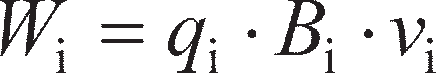 Wᵢ = qᵢ · Bᵢ · vᵢ